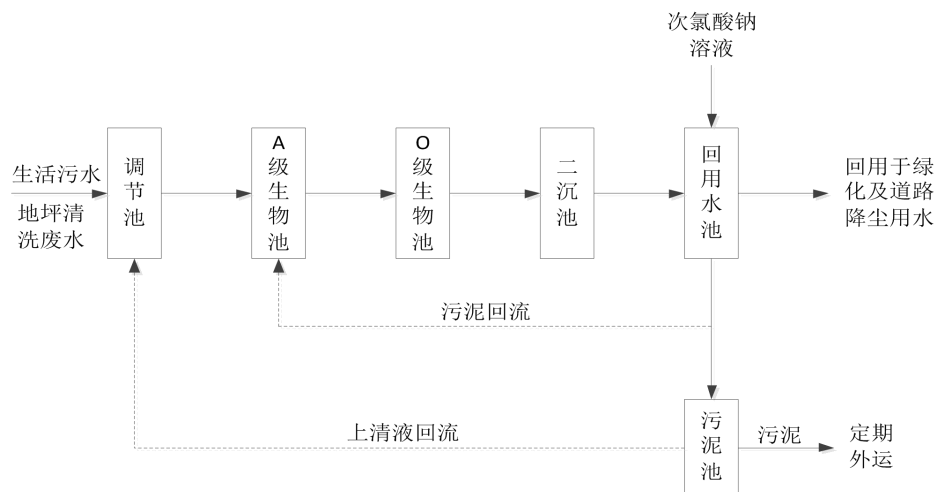 次氯酸钠
溶液
生活污水
地坪清
洗废水
调节池
A级生物池
O级生物池
二沉池
回用水池
回用于绿
化及道路
降尘用水
污泥回流
上清液回流
污泥池
污泥
定期
外运